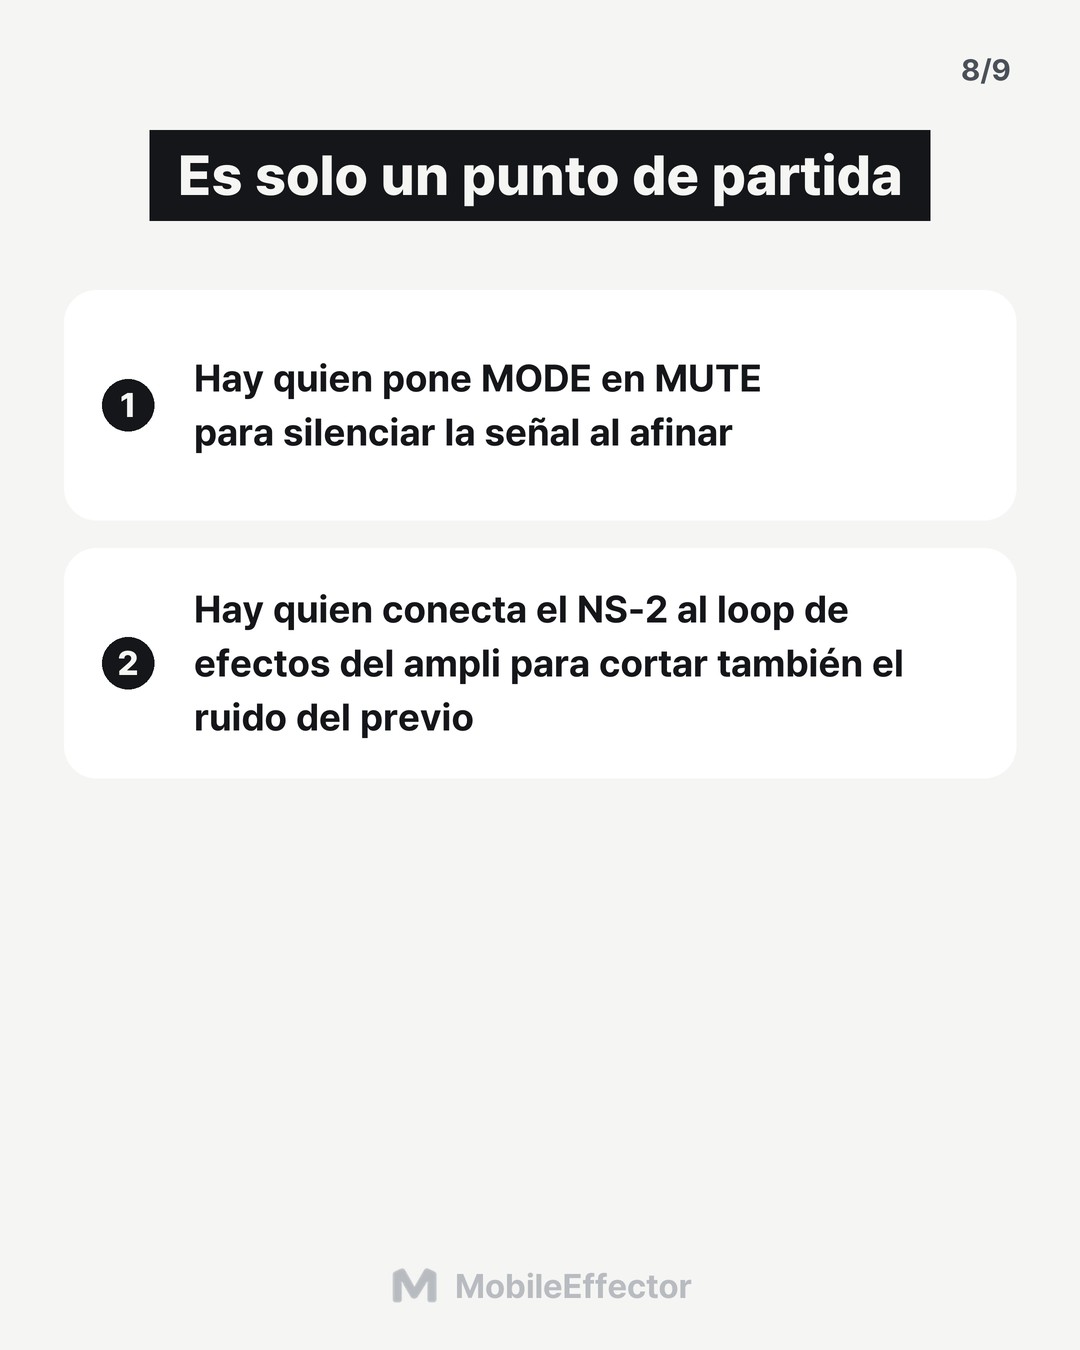 8/9
Es solo un punto de partida
1
Hay quien pone MODE en MUTE
para silenciar la señal al afinar
2
Hay quien conecta el NS-2 al loop de
efectos del ampli para cortar también el
ruido del previo
MobileEffector